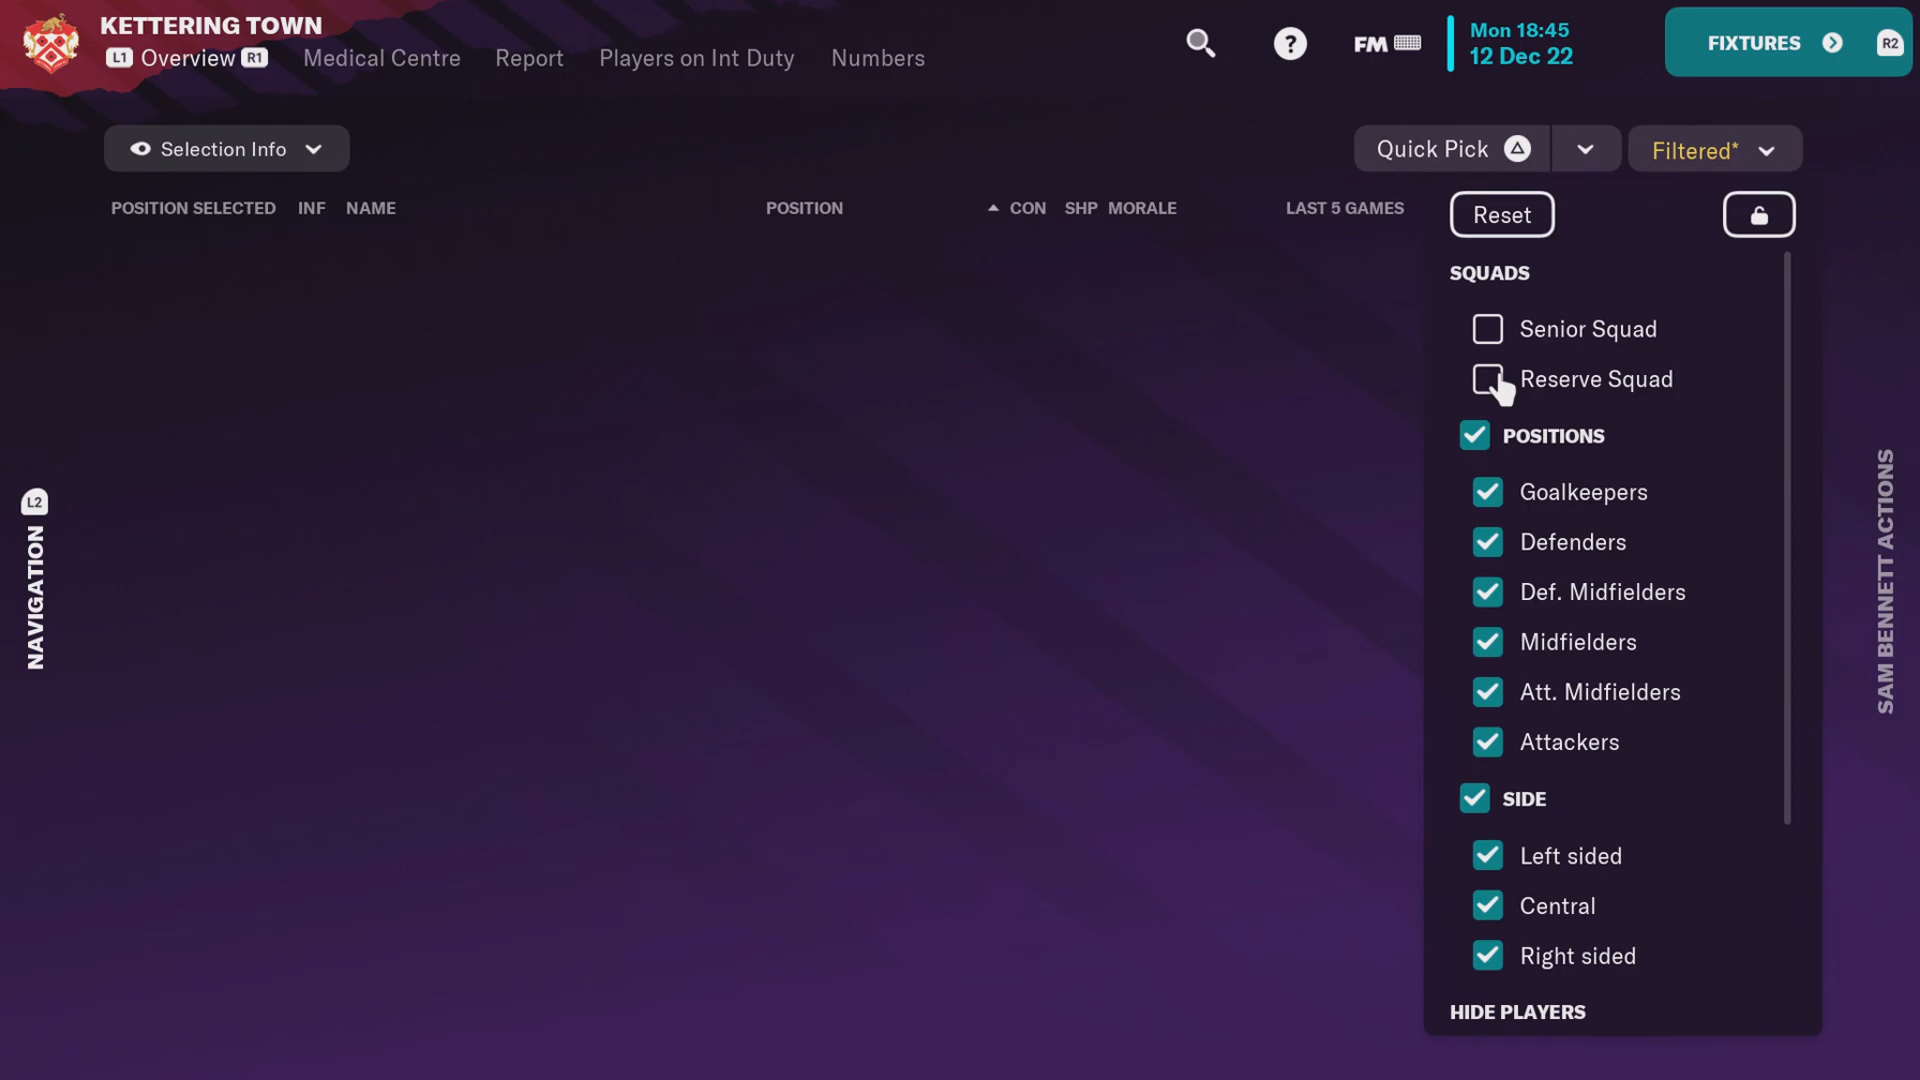 KETTERING TOWN
L1 Overview R1 Medical Centre Report Players on Int Duty Numbers
? FM Mon 18:45
12 Dec 22
FIXTURES R2
Selection Info
Quick Pick Filtered*
POSITION SELECTED INF NAME POSITION CON SHP MORALE LAST 5 GAMES
Reset
SQUADS
Senior Squad
Reserve Squad
POSITIONS
Goalkeepers
Defenders
Def. Midfielders
Midfielders
Att. Midfielders
Attackers
SIDE
Left sided
Central
Right sided
HIDE PLAYERS
NAVIGATION L2
SAM BENNETT ACTIONS